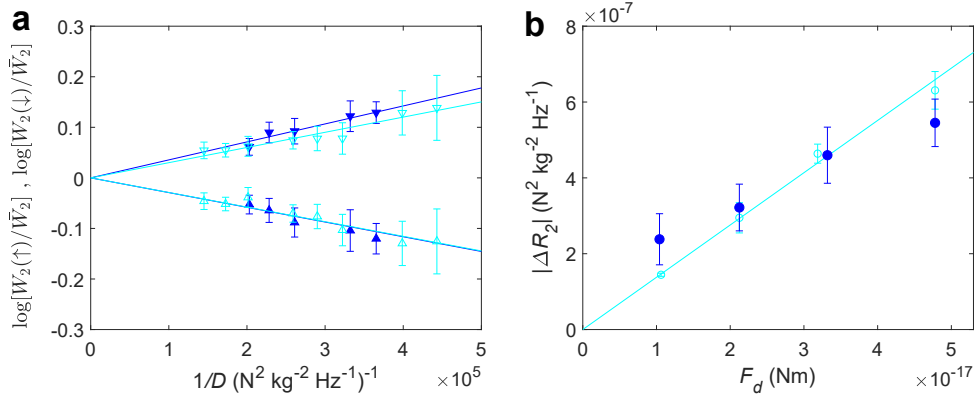 a
log[W₂(↑)/W̄₂] , log[W₂(↓)/W̄₂]
0.3
0.2
0.1
0
-0.1
-0.2
-0.3
0 1 2 3 4 5
1/D (N² kg⁻² Hz⁻¹)⁻¹ ×10⁵
b
×10⁻⁷
|ΔR₂| (N² kg⁻² Hz⁻¹)
8
6
4
2
0
0 1 2 3 4 5
F_d (Nm) ×10⁻¹⁷